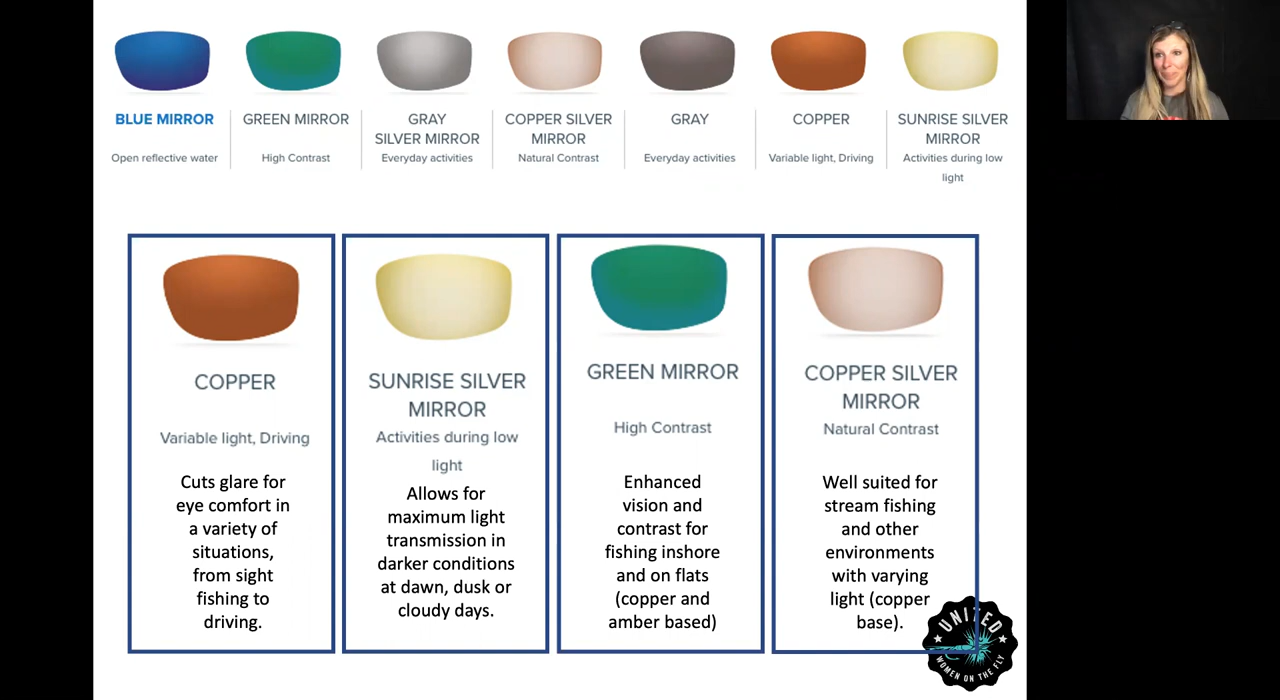 BLUE MIRROR
Open reflective water
GREEN MIRROR
High Contrast
GRAY
SILVER MIRROR
Everyday activities
COPPER SILVER
MIRROR
Natural Contrast
GRAY
Everyday activities
COPPER
Variable light, Driving
SUNRISE SILVER
MIRROR
Activities during low
light
COPPER
Variable light, Driving
Cuts glare for
eye comfort in
a variety of
situations,
from sight
fishing to
driving.
SUNRISE SILVER
MIRROR
Activities during low
light
Allows for
maximum light
transmission in
darker conditions
at dawn, dusk or
cloudy days.
GREEN MIRROR
High Contrast
Enhanced
vision and
contrast for
fishing inshore
and on flats
(copper and
amber based)
COPPER SILVER
MIRROR
Natural Contrast
Well suited for
stream fishing
and other
environments
with varying
light (copper
base).
UNITED
WOMEN ON THE FLY